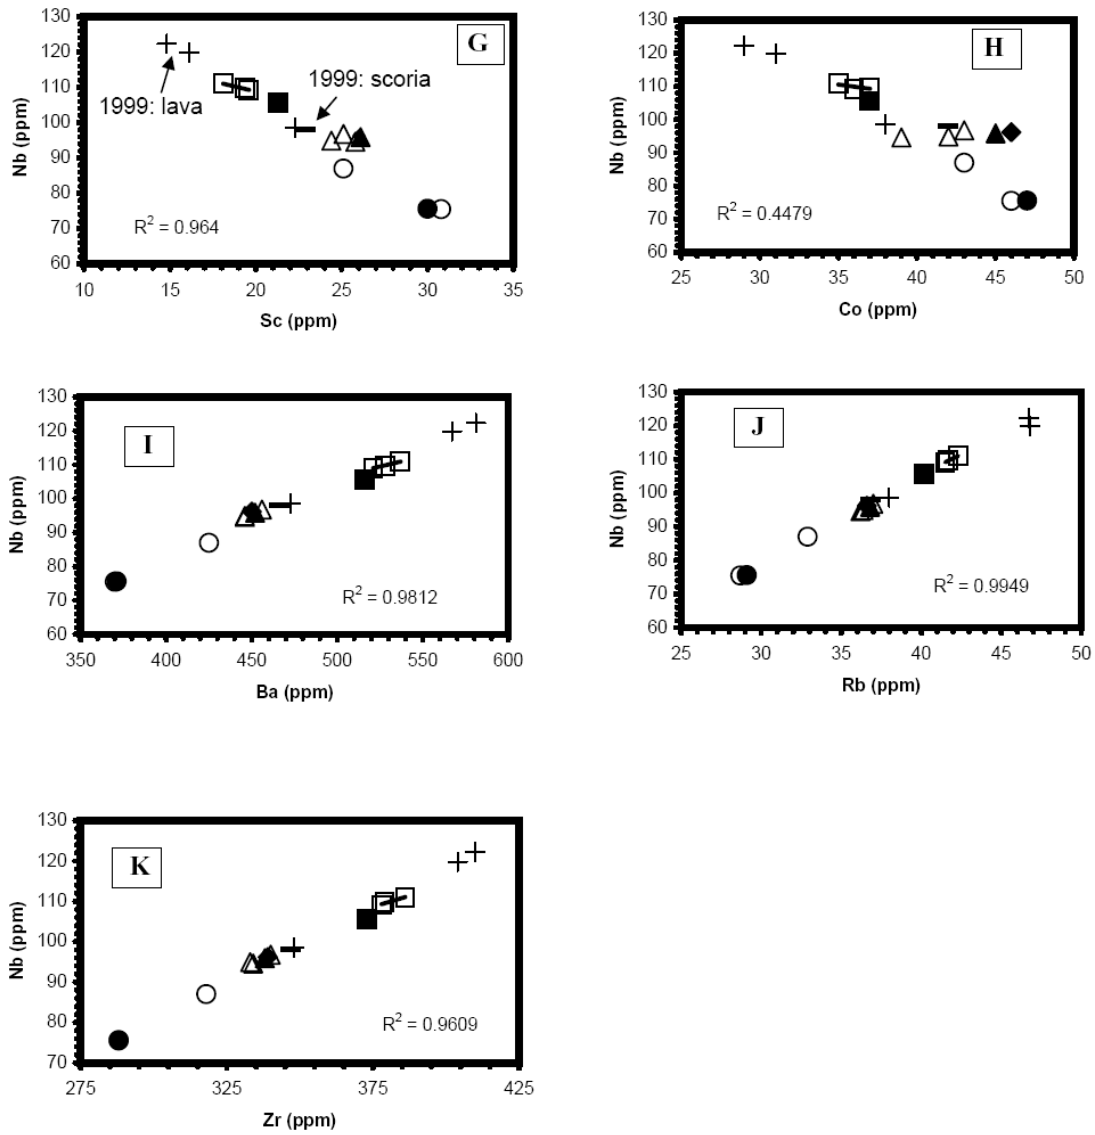 130
120
110
100
90
80
70
60
Nb (ppm)
G
1999: scoria
1999: lava
R² = 0.964
10 15 20 25 30 35
Sc (ppm)
130
120
110
100
90
80
70
60
Nb (ppm)
H
R² = 0.4479
25 30 35 40 45 50
Co (ppm)
130
120
110
100
90
80
70
60
Nb (ppm)
I
R² = 0.9812
350 400 450 500 550 600
Ba (ppm)
130
120
110
100
90
80
70
60
Nb (ppm)
J
R² = 0.9949
25 30 35 40 45 50
Rb (ppm)
130
120
110
100
90
80
70
Nb (ppm)
K
R² = 0.9609
275 325 375 425
Zr (ppm)